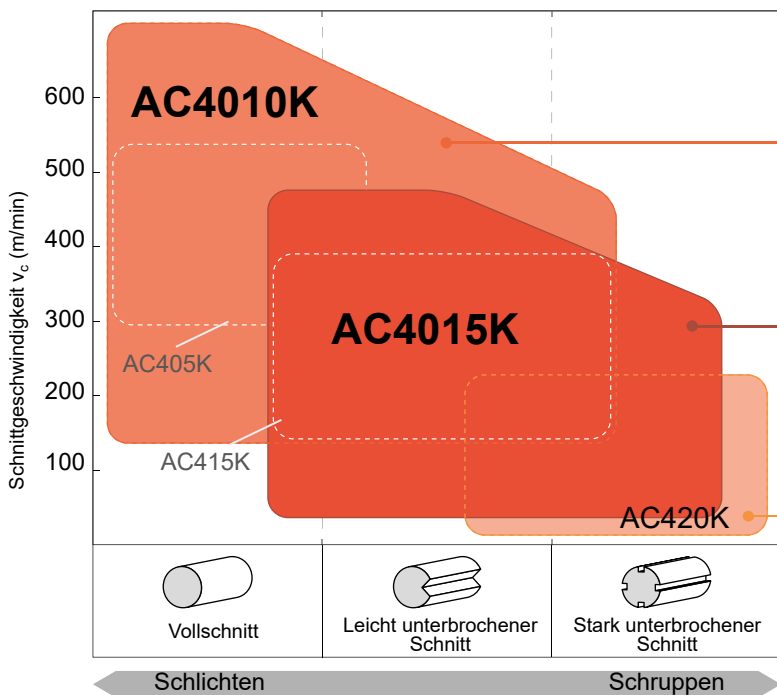 Schnittgeschwindigkeit vc (m/min)
600
500
400
300
200
100
AC4010K
AC405K
AC4015K
AC415K
AC420K
Vollschnitt
Leicht unterbrochener
Schnitt
Stark unterbrochener
Schnitt
Schlichten
Schruppen